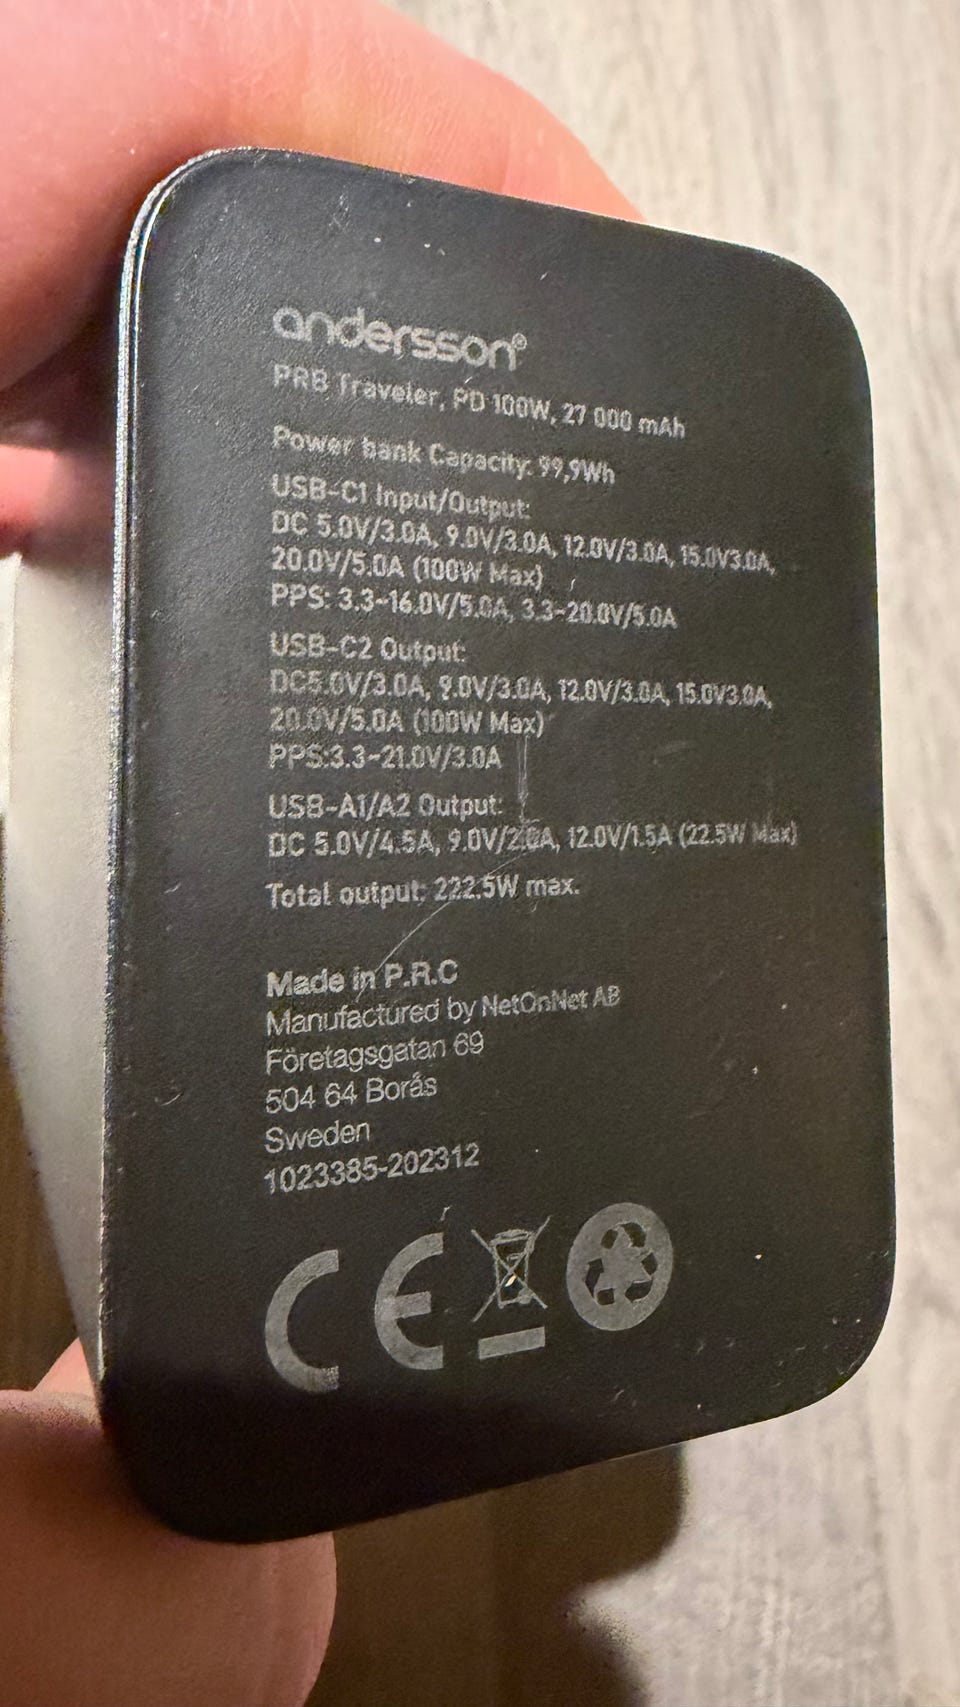 andersson®
PRB Traveler, PD 100W, 27 000 mAh
Power bank Capacity: 99,9Wh
USB-C1 Input/Output:
DC 5.0V/3.0A, 9.0V/3.0A, 12.0V/3.0A, 15.0V3.0A,
20.0V/5.0A (100W Max)
PPS: 3.3~16.0V/5.0A, 3.3~20.0V/5.0A
USB-C2 Output:
DC5.0V/3.0A, 9.0V/3.0A, 12.0V/3.0A, 15.0V3.0A,
20.0V/5.0A (100W Max)
PPS:3.3~21.0V/3.0A
USB-A1/A2 Output:
DC 5.0V/4.5A, 9.0V/2.0A, 12.0V/1.5A (22.5W Max)
Total output: 222.5W max.
Made in P.R.C
Manufactured by NetOnNet AB
Företagsgatan 69
504 64 Borås
Sweden
1023385-202312
CE